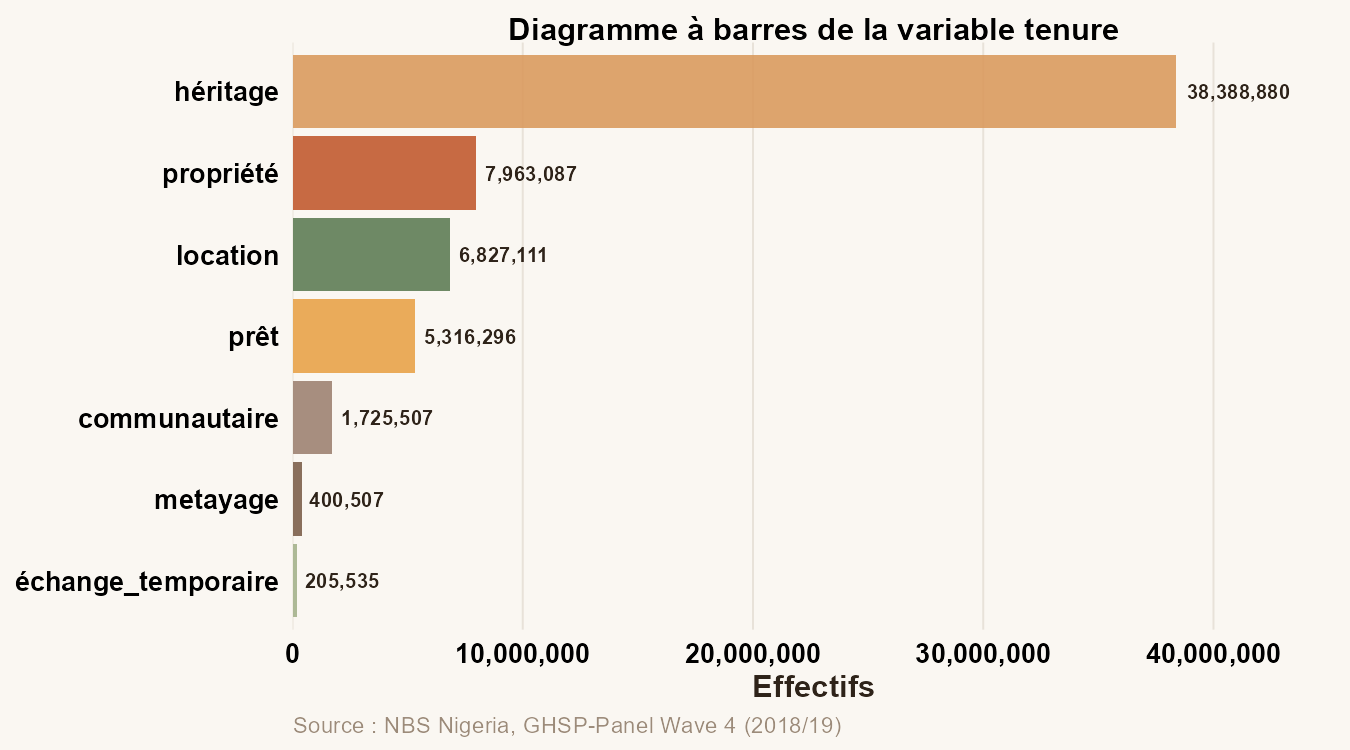 Diagramme à barres de la variable tenure
héritage
38,388,880
propriété
7,963,087
location
6,827,111
prêt
5,316,296
communautaire
1,725,507
metayage
400,507
échange_temporaire
205,535
0 10,000,000 20,000,000 30,000,000 40,000,000
Effectifs
Source : NBS Nigeria, GHSP-Panel Wave 4 (2018/19)